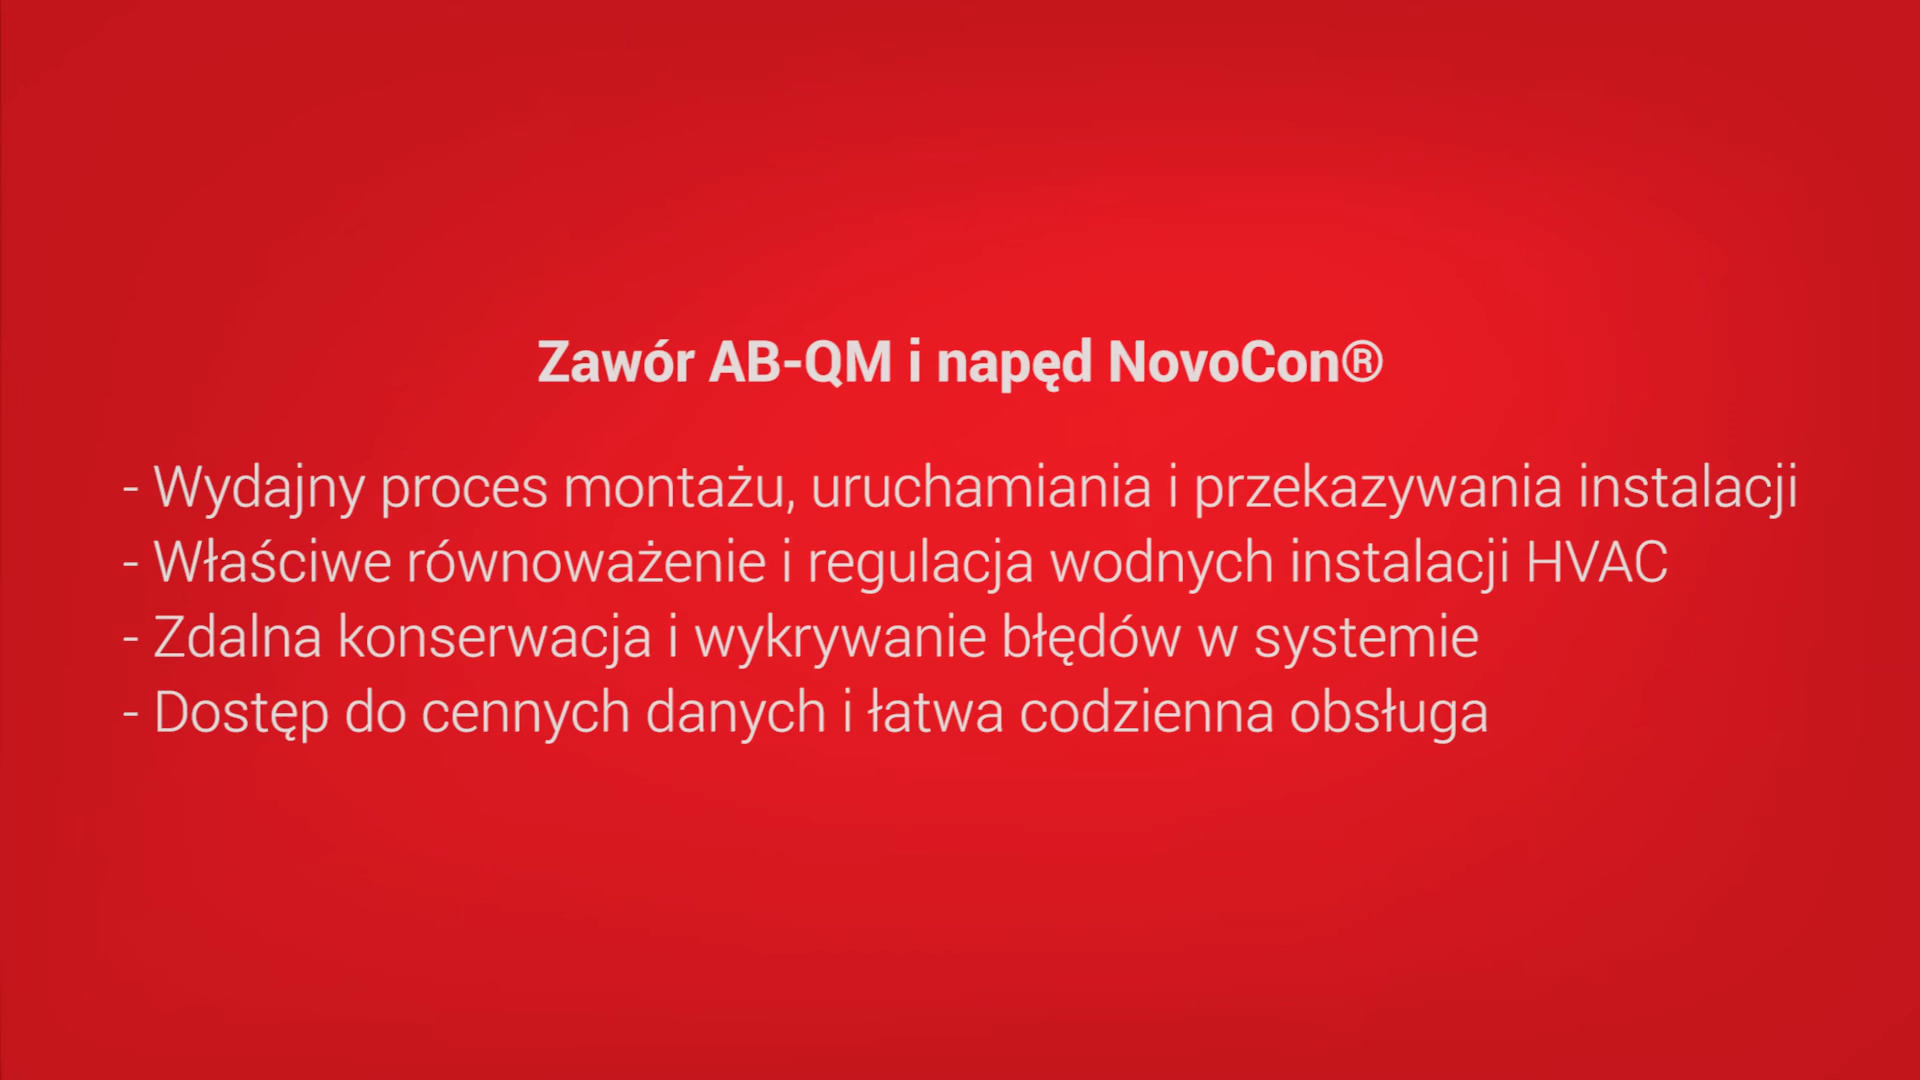 Zawór AB-QM i napęd NovoCon®
- Wydajny proces montażu, uruchamiania i przekazywania instalacji
- Właściwe równoważenie i regulacja wodnych instalacji HVAC
- Zdalna konserwacja i wykrywanie błędów w systemie
- Dostęp do cennych danych i łatwa codzienna obsługa